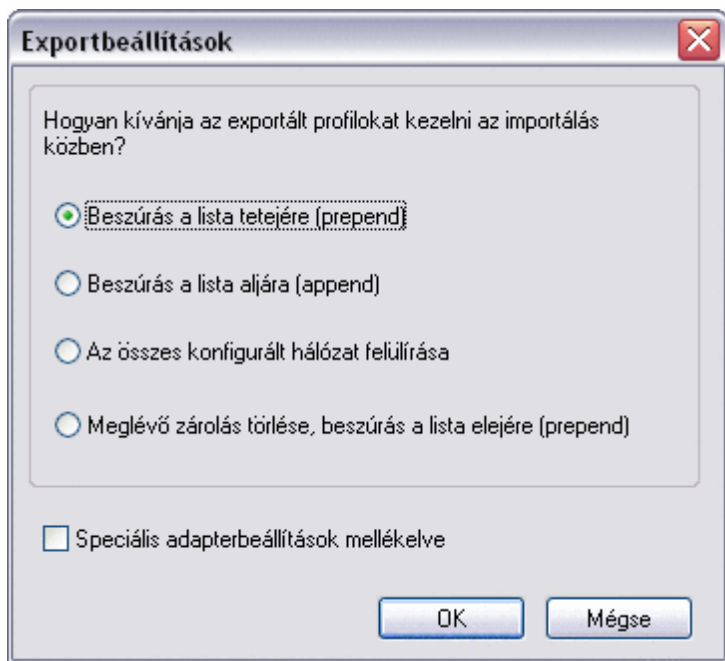 Exportbeállítások
Hogyan kívánja az exportált profilokat kezelni az importálás
közben?
Beszúrás a lista tetejére (prepend)
Beszúrás a lista aljára (append)
Az összes konfigurált hálózat felülírása
Meglévő zárolás törlése, beszúrás a lista elejére (prepend)
Speciális adapterbeállítások mellékelve
OK
Mégse